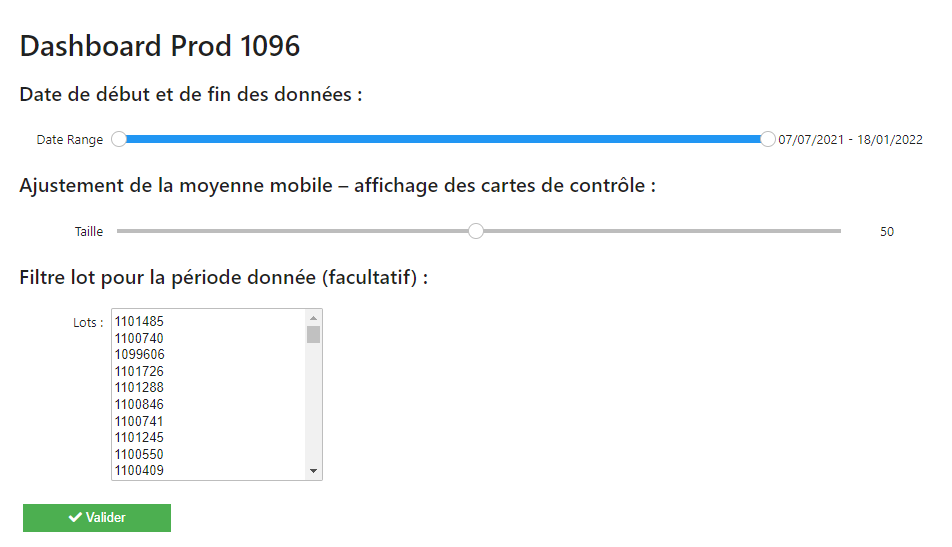 Dashboard Prod 1096
Date de début et de fin des données :
Date Range 07/07/2021 - 18/01/2022
Ajustement de la moyenne mobile – affichage des cartes de contrôle :
Taille 50
Filtre lot pour la période donnée (facultatif) :
Lots :
1101485
1100740
1099606
1101726
1101288
1100846
1100741
1101245
1100550
1100409
Valider